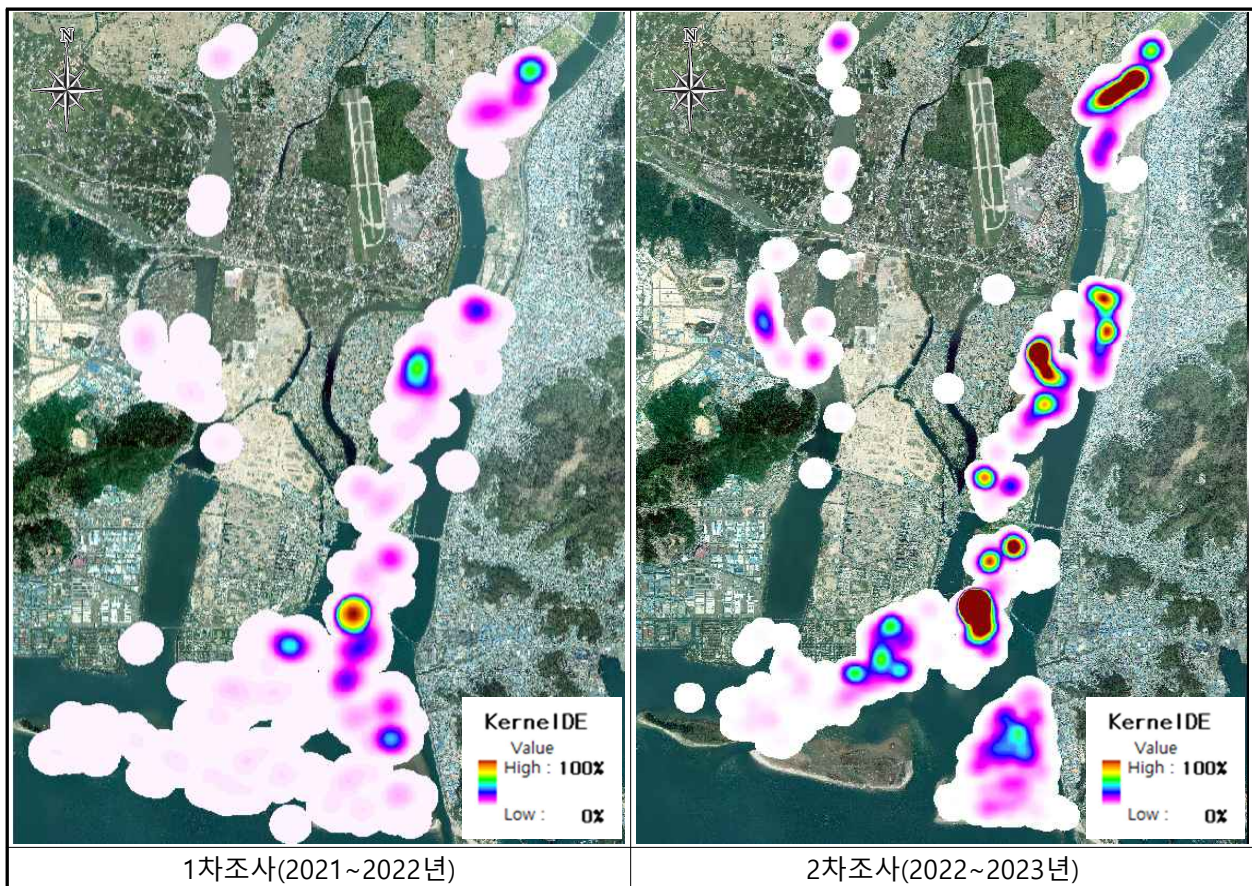 N
KernelDE
Value
High : 100%
Low : 0%
1차조사(2021~2022년)
N
KernelDE
Value
High : 100%
Low : 0%
2차조사(2022~2023년)